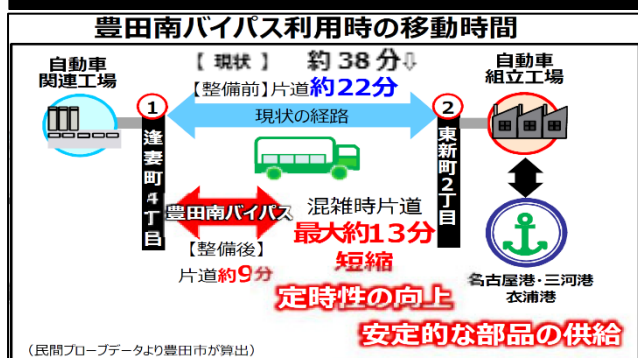 豊田南バイパス利用時の移動時間
自動車
関連工場
【 現状 】 約 38 分⇩
自動車
組立工場
【整備前】片道約22分
1
現状の経路
2
逢妻町4丁目
東新町2丁目
豊田南バイパス
混雑時片道
最大約13分
短縮
【整備後】
片道約9分
名古屋港・三河港
衣浦港
定時性の向上
安定的な部品の供給
(民間プローブデータより豊田市が算出)